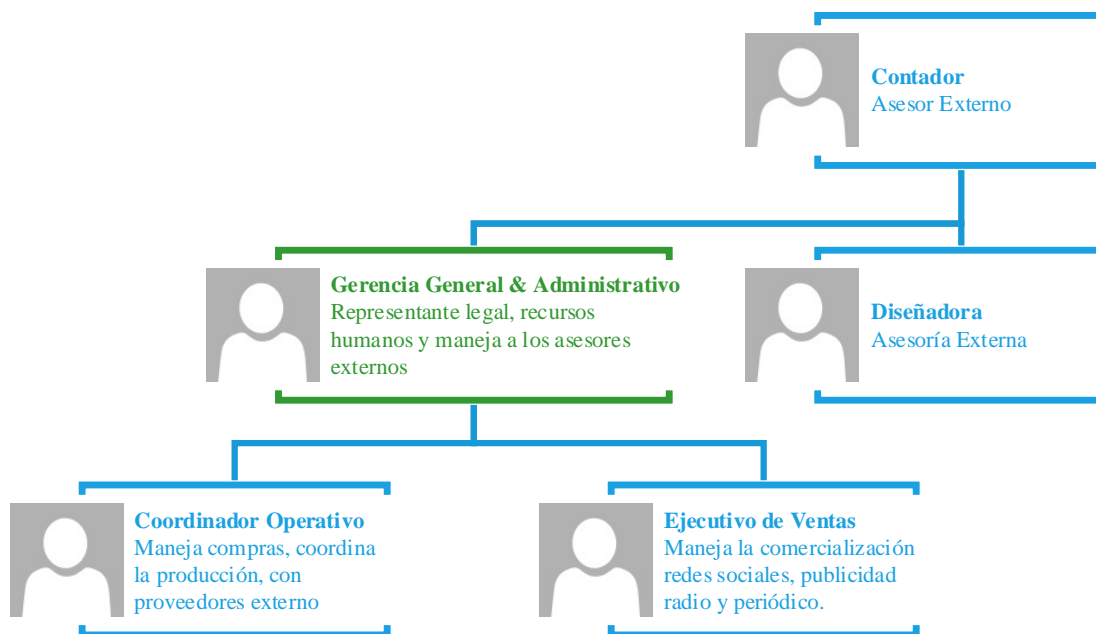 Contador
Asesor Externo
Gerencia General & Administrativo
Representante legal, recursos
humanos y maneja a los asesores
externos
Diseñadora
Asesoría Externa
Coordinador Operativo
Maneja compras, coordina
la producción, con
proveedores externo
Ejecutivo de Ventas
Maneja la comercialización
redes sociales, publicidad
radio y periódico.